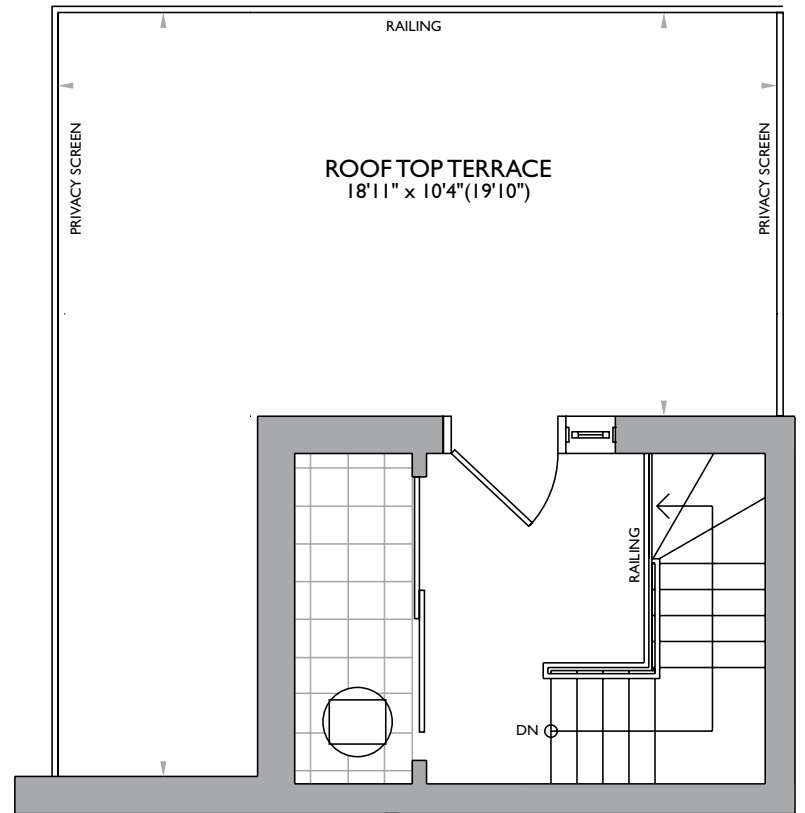 RAILING
PRIVACY SCREEN
PRIVACY SCREEN
ROOF TOP TERRACE
18'11" x 10'4"(19'10")
RAILING
DN